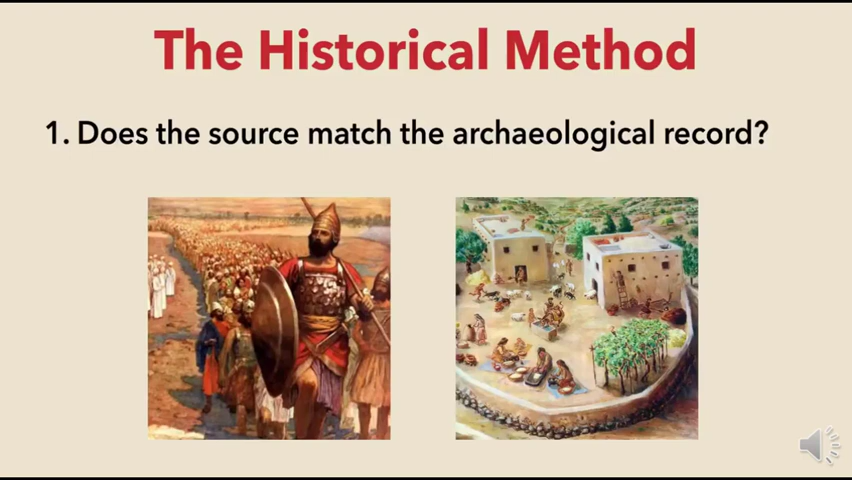 The Historical Method
1. Does the source match the archaeological record?